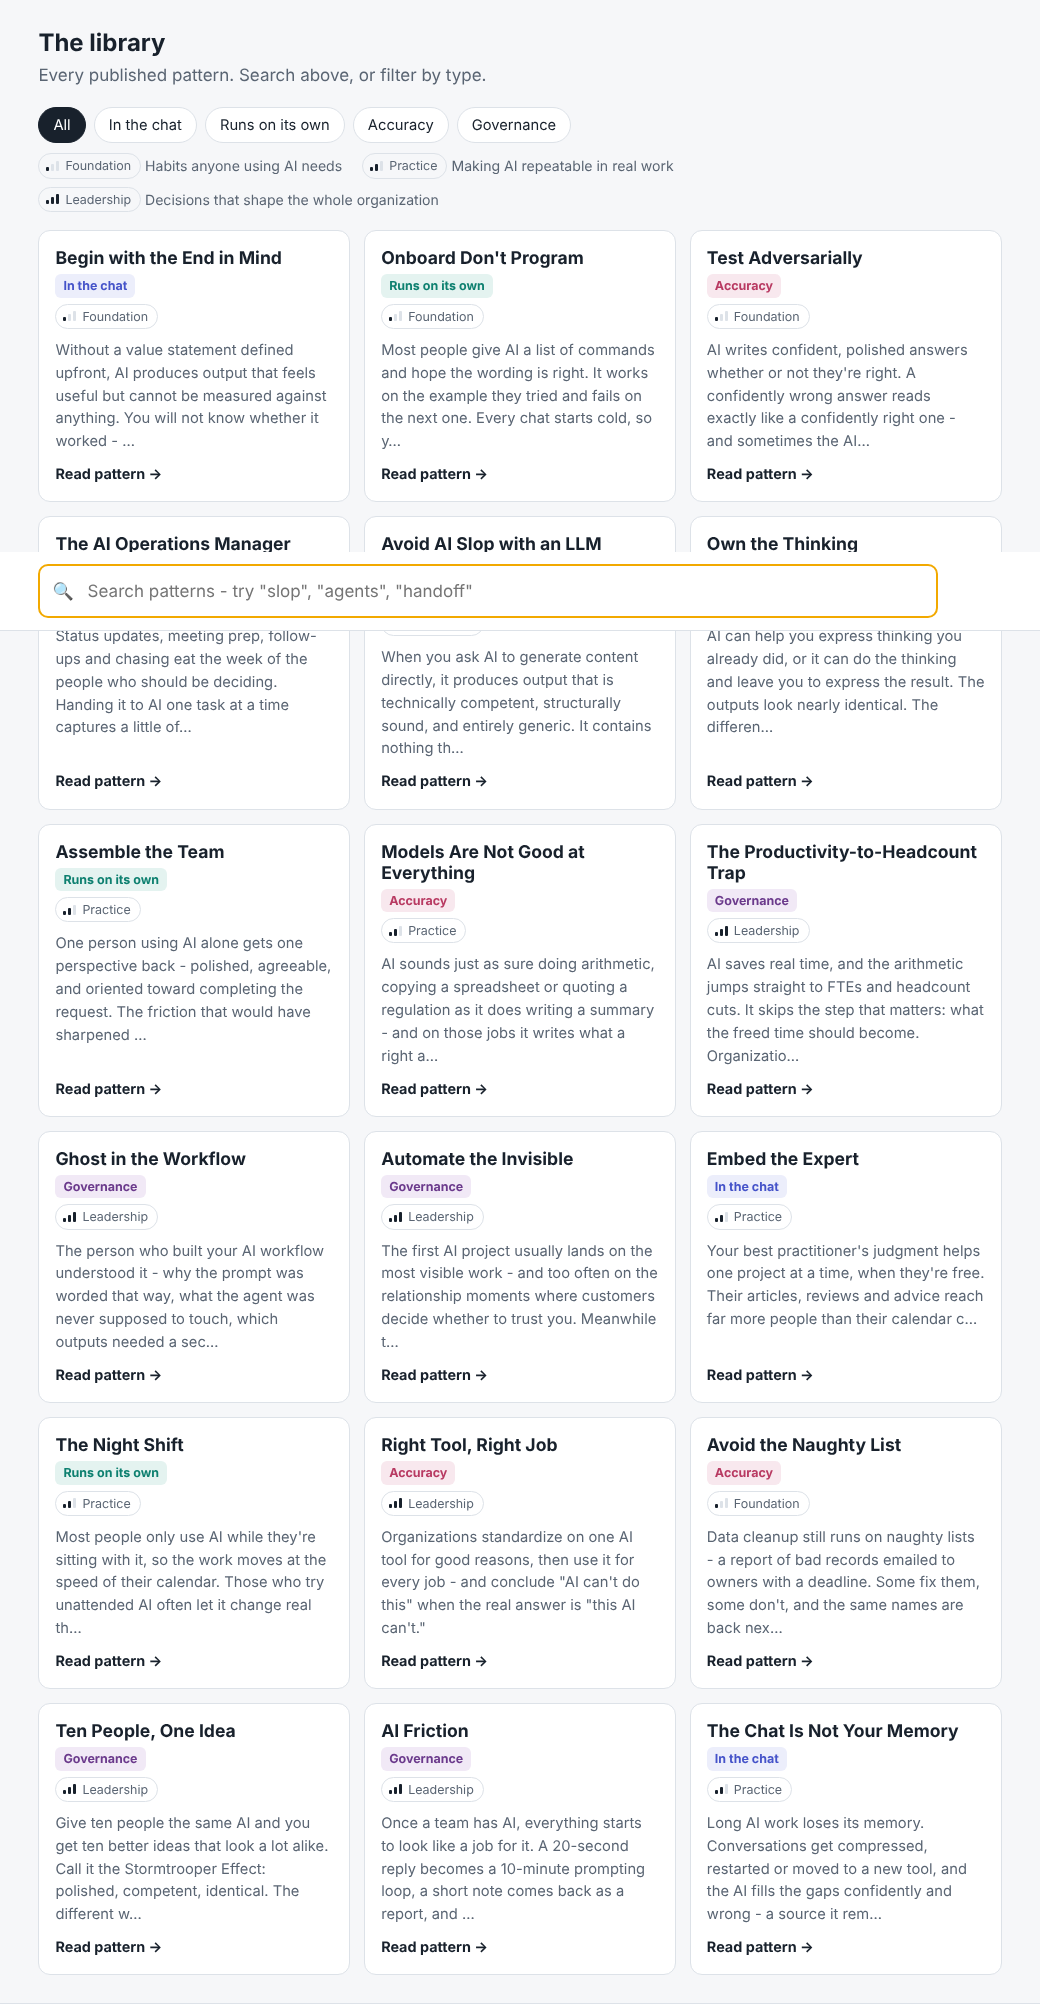 The library
Every published pattern. Search above, or filter by type.
All
In the chat
Runs on its own
Accuracy
Governance
Foundation Habits anyone using AI needs
Practice Making AI repeatable in real work
Leadership Decisions that shape the whole organization
Begin with the End in Mind
In the chat
Foundation
Without a value statement defined
upfront, AI produces output that feels
useful but cannot be measured against
anything. You will not know whether it
worked - ...
Read pattern →
Onboard Don't Program
Runs on its own
Foundation
Most people give AI a list of commands
and hope the wording is right. It works
on the example they tried and fails on
the next one. Every chat starts cold, so
y...
Read pattern →
Test Adversarially
Accuracy
Foundation
AI writes confident, polished answers
whether or not they're right. A
confidently wrong answer reads
exactly like a confidently right one -
and sometimes the AI...
Read pattern →
The AI Operations Manager
Avoid AI Slop with an LLM
Own the Thinking
Search patterns - try "slop", "agents", "handoff"
Status updates, meeting prep, follow-
ups and chasing eat the week of the
people who should be deciding.
Handing it to AI one task at a time
captures a little of...
Read pattern →
When you ask AI to generate content
directly, it produces output that is
technically competent, structurally
sound, and entirely generic. It contains
nothing th...
Read pattern →
AI can help you express thinking you
already did, or it can do the thinking
and leave you to express the result. The
outputs look nearly identical. The
differen...
Read pattern →
Assemble the Team
Runs on its own
Practice
One person using AI alone gets one
perspective back - polished, agreeable,
and oriented toward completing the
request. The friction that would have
sharpened ...
Read pattern →
Models Are Not Good at
Everything
Accuracy
Practice
AI sounds just as sure doing arithmetic,
copying a spreadsheet or quoting a
regulation as it does writing a summary
- and on those jobs it writes what a
right a...
Read pattern →
The Productivity-to-Headcount
Trap
Governance
Leadership
AI saves real time, and the arithmetic
jumps straight to FTEs and headcount
cuts. It skips the step that matters: what
the freed time should become.
Organizatio...
Read pattern →
Ghost in the Workflow
Governance
Leadership
The person who built your AI workflow
understood it - why the prompt was
worded that way, what the agent was
never supposed to touch, which
outputs needed a sec...
Read pattern →
Automate the Invisible
Governance
Leadership
The first AI project usually lands on the
most visible work - and too often on the
relationship moments where customers
decide whether to trust you. Meanwhile
t...
Read pattern →
Embed the Expert
In the chat
Practice
Your best practitioner's judgment helps
one project at a time, when they're free.
Their articles, reviews and advice reach
far more people than their calendar c...
Read pattern →
The Night Shift
Runs on its own
Practice
Most people only use AI while they're
sitting with it, so the work moves at the
speed of their calendar. Those who try
unattended AI often let it change real
th...
Read pattern →
Right Tool, Right Job
Accuracy
Leadership
Organizations standardize on one AI
tool for good reasons, then use it for
every job - and conclude "AI can't do
this" when the real answer is "this AI
can't."
Read pattern →
Avoid the Naughty List
Accuracy
Foundation
Data cleanup still runs on naughty lists
- a report of bad records emailed to
owners with a deadline. Some fix them,
some don't, and the same names are
back nex...
Read pattern →
Ten People, One Idea
Governance
Leadership
Give ten people the same AI and you
get ten better ideas that look a lot alike.
Call it the Stormtrooper Effect:
polished, competent, identical. The
different w...
Read pattern →
AI Friction
Governance
Leadership
Once a team has AI, everything starts
to look like a job for it. A 20-second
reply becomes a 10-minute prompting
loop, a short note comes back as a
report, and ...
Read pattern →
The Chat Is Not Your Memory
In the chat
Practice
Long AI work loses its memory.
Conversations get compressed,
restarted or moved to a new tool, and
the AI fills the gaps confidently and
wrong - a source it rem...
Read pattern →